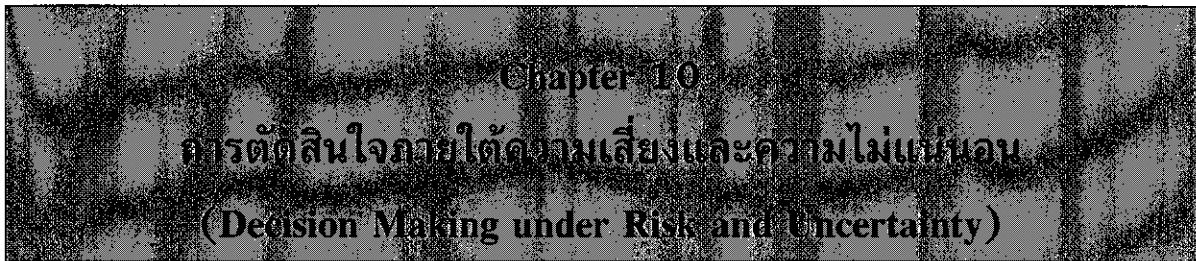 Chapter 10
การตัดสินใจภายใต้ความเสี่ยงและความไม่แน่นอน
(Decision Making under Risk and Uncertainty)